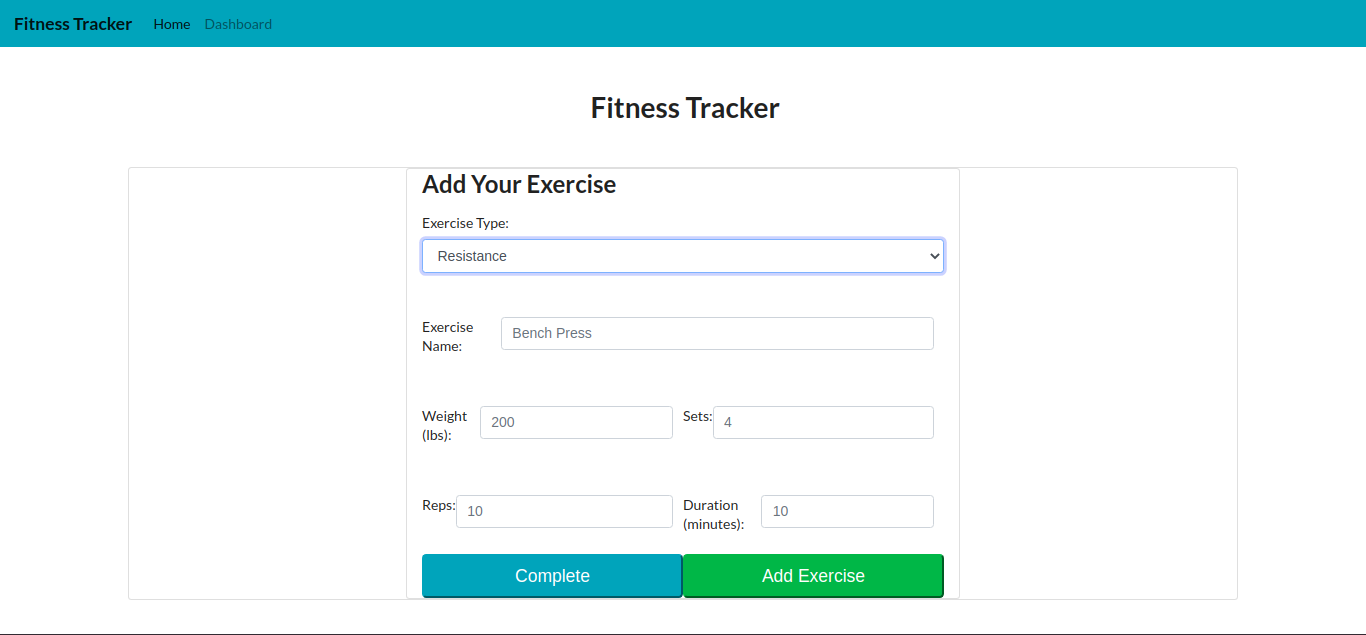 Fitness Tracker Home Dashboard
Fitness Tracker
Add Your Exercise
Exercise Type:
Resistance
Exercise
Name:
Bench Press
Weight
(lbs):
200
Sets:
4
Reps:
10
Duration
(minutes):
10
Complete
Add Exercise